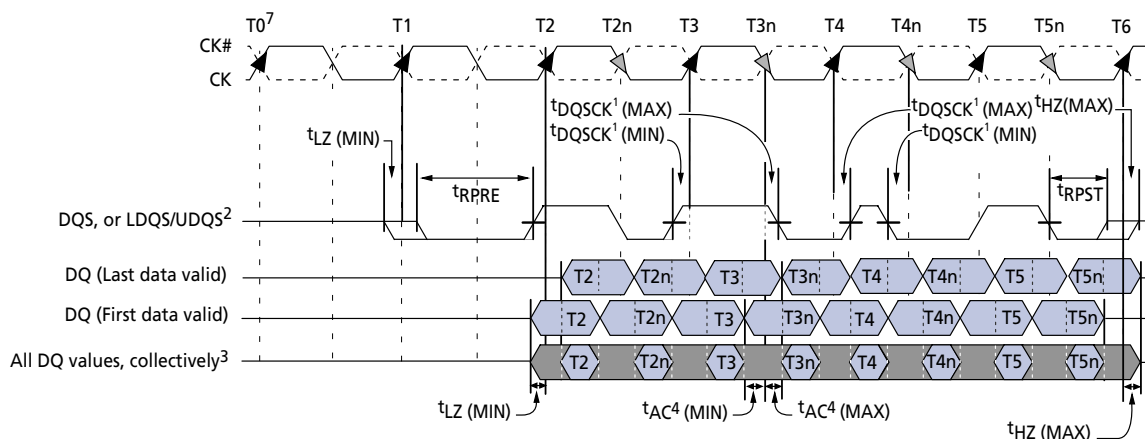 T0⁷ T1 T2 T2n T3 T3n T4 T4n T5 T5n T6
CK#
CK
tDQSCK¹ (MAX) tDQSCK¹ (MAX) tHZ(MAX)
tDQSCK¹ (MIN) tDQSCK¹ (MIN)
tLZ (MIN)
tRPRE tRPST
DQS, or LDQS/UDQS²
DQ (Last data valid) T2 T2n T3 T3n T4 T4n T5 T5n
DQ (First data valid) T2 T2n T3 T3n T4 T4n T5 T5n
All DQ values, collectively³ T2 T2n T3 T3n T4 T4n T5 T5n
tLZ (MIN) tAC⁴ (MIN) tAC⁴ (MAX)
tHZ (MAX)